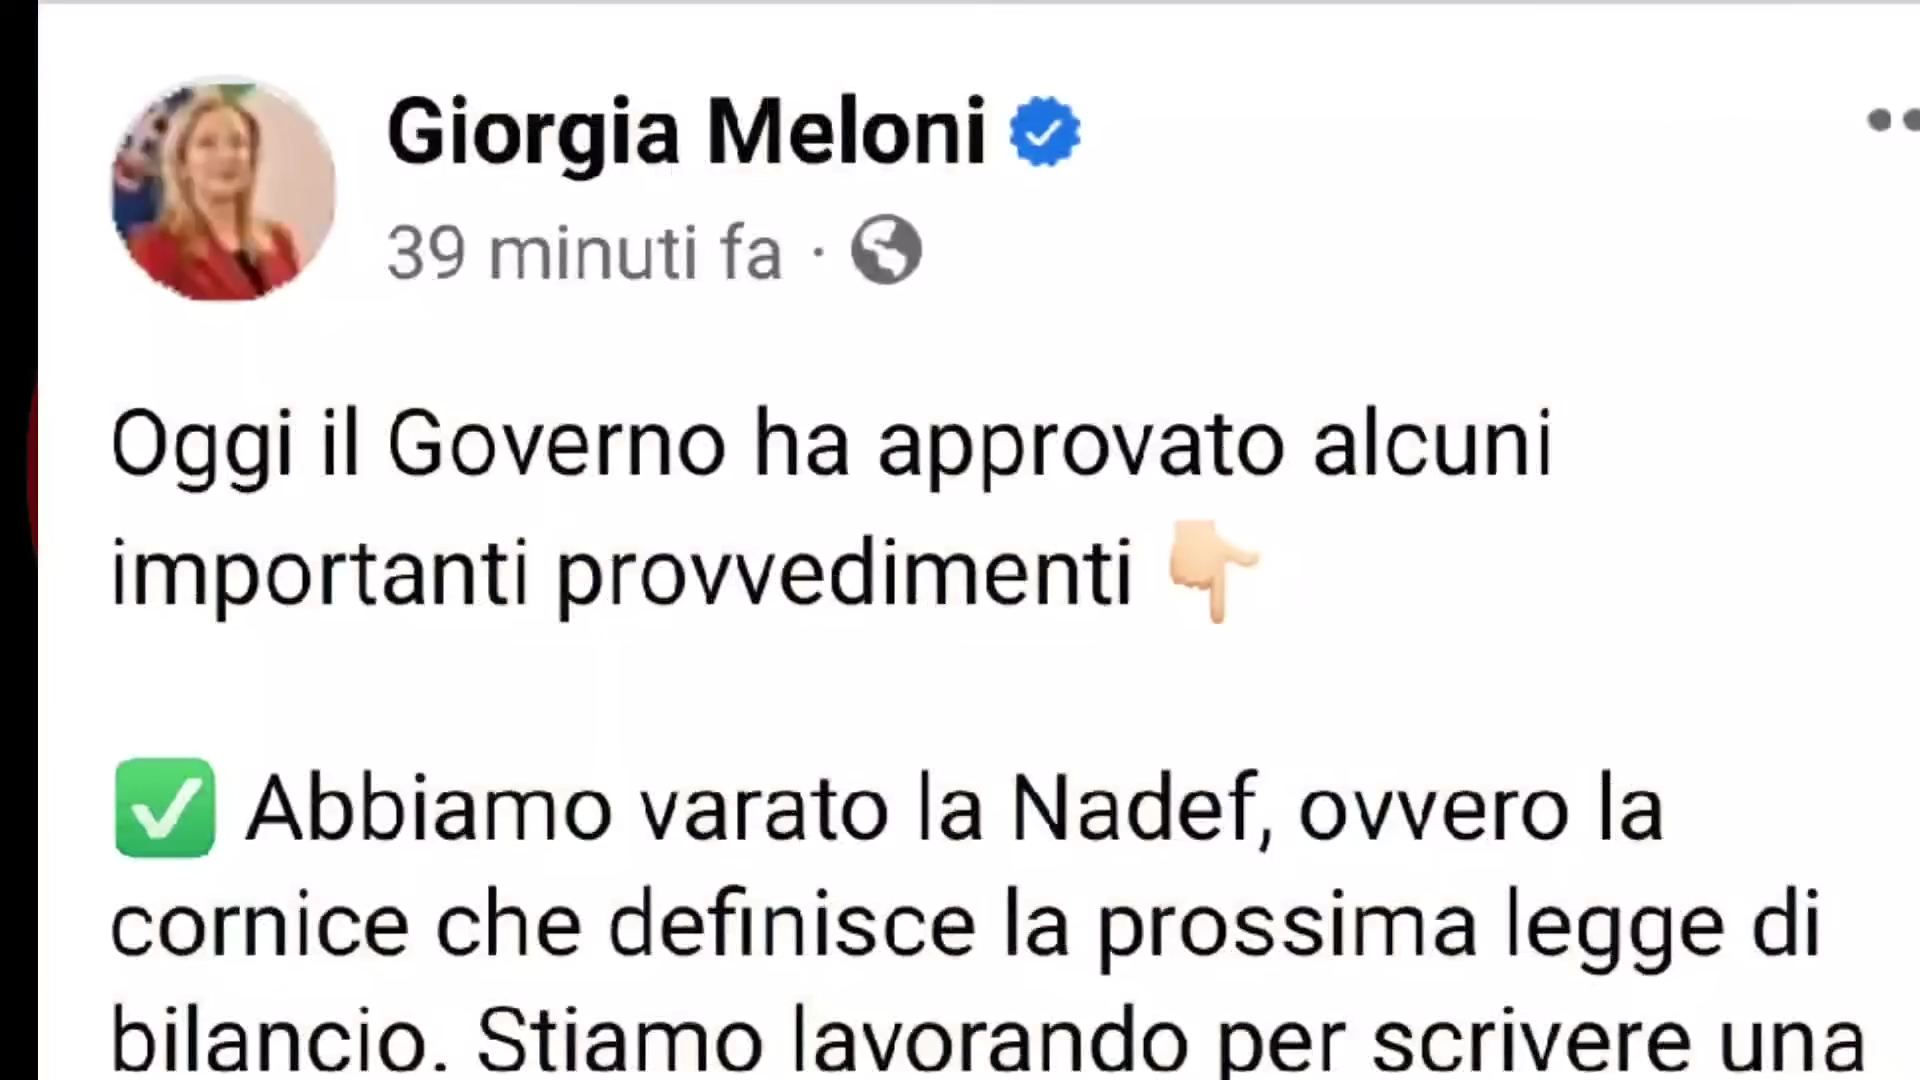 Giorgia Meloni
39 minuti fa ·
Oggi il Governo ha approvato alcuni
importanti provvedimenti 👇🏻
✅ Abbiamo varato la Nadef, ovvero la
cornice che definisce la prossima legge di
bilancio. Stiamo lavorando per scrivere una